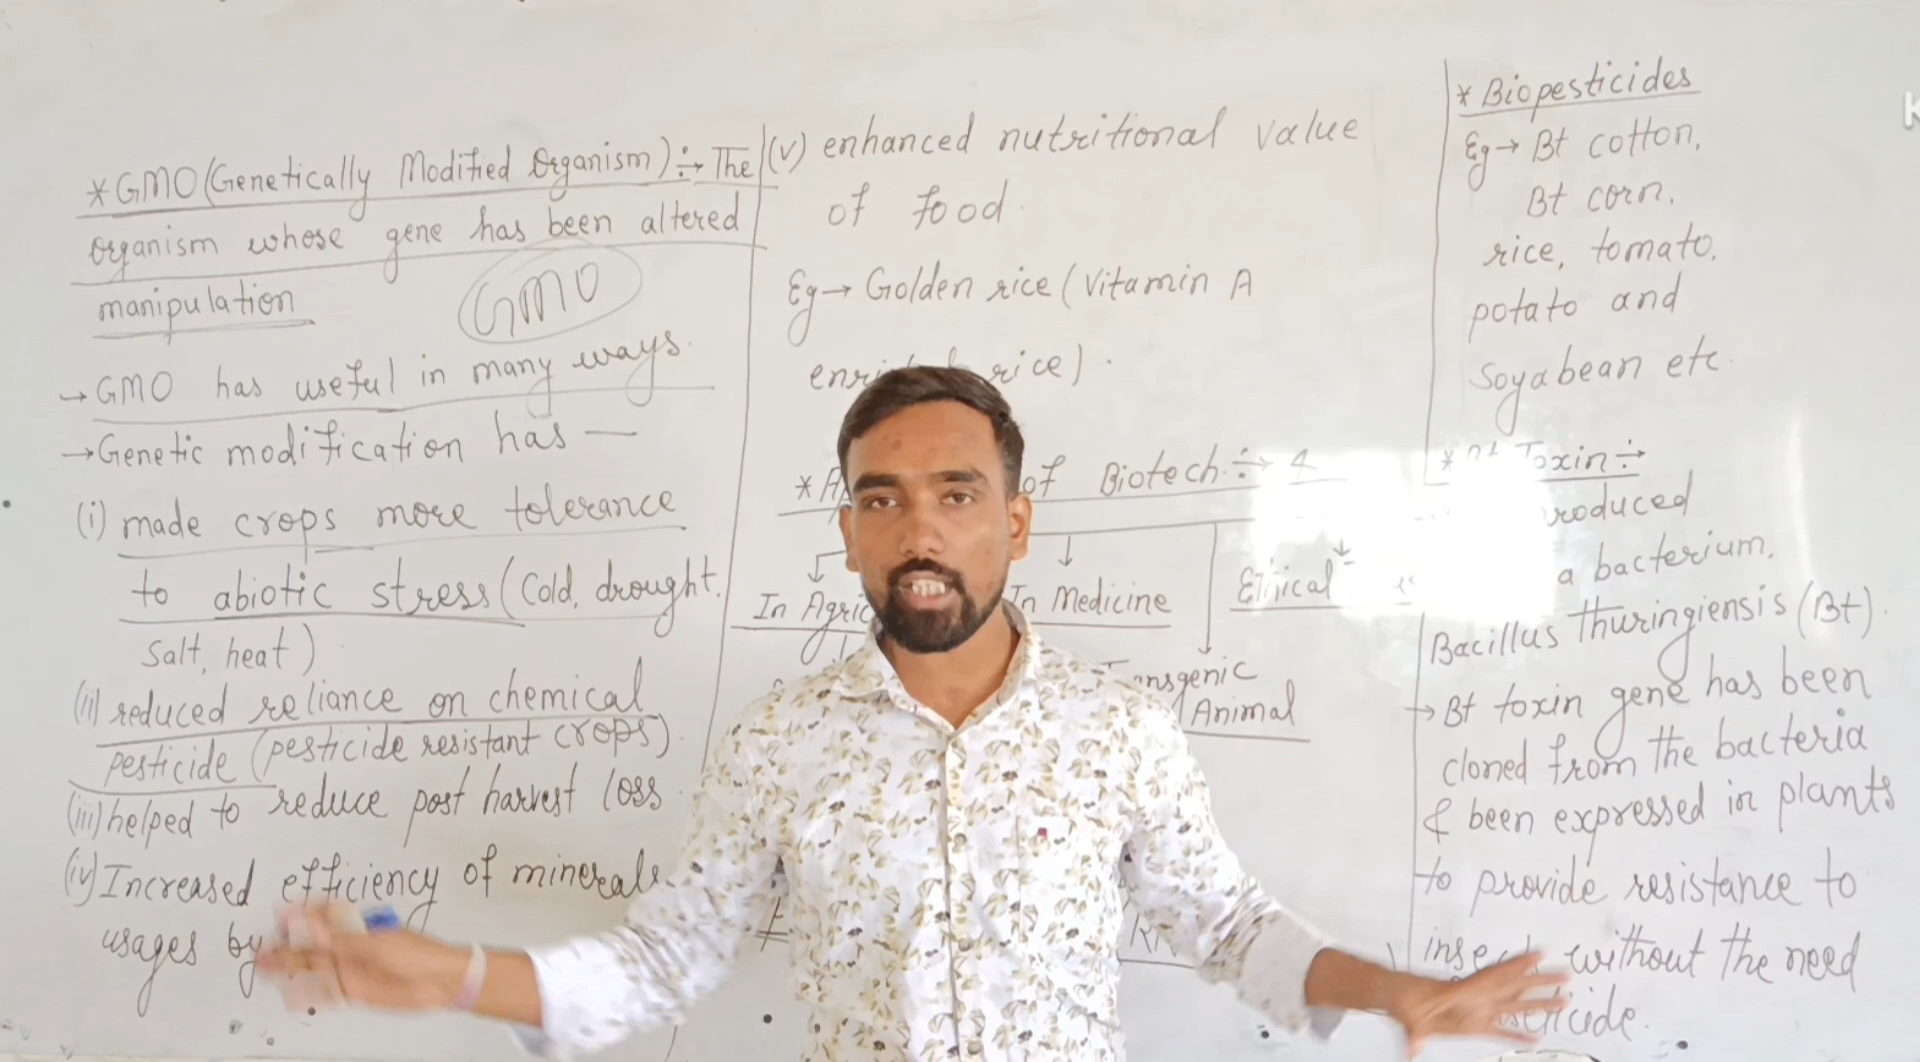 * GMO (Genetically Modified Organism) ÷→ The
organism whose gene has been altered
manipulation
GMO
→ GMO has useful in many ways.
→ Genetic modification has —
(i) made crops more tolerance
to abiotic stress (Cold, drought,
Salt, heat)
(ii) reduced reliance on chemical
pesticide (pesticide resistant crops)
(iii) helped to reduce post harvest loss
(iv) Increased efficiency of minerals
usages by
(v) enhanced nutritional value
of food.
Eg → Golden rice (Vitamin A
rice).
* of Biotech. ÷→ 4
In Medicine
Ethical
Animal
* Biopesticides
Eg → Bt cotton,
Bt corn,
rice, tomato,
potato and
Soyabean etc
* Toxin ÷→
a bacterium,
Bacillus thuringiensis (Bt).
→ Bt toxin gene has been
cloned from the bacteria
& been expressed in plants
to provide resistance to
without the need